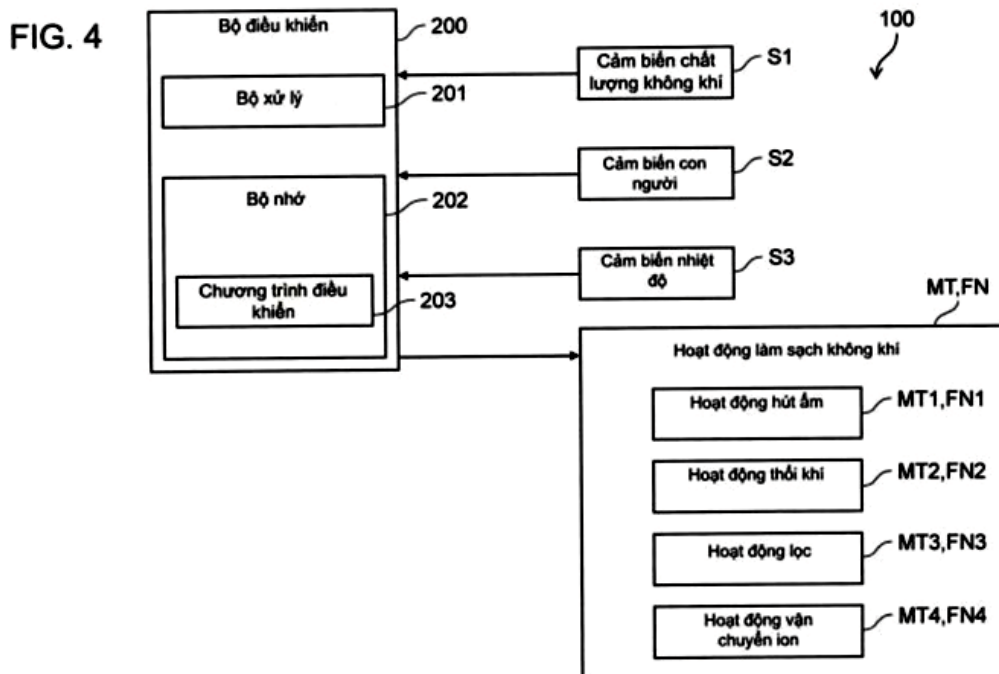 FIG. 4
Bộ điều khiển
200
100
Bộ xử lý
201
Cảm biến chất
lượng không khí
S1
Bộ nhớ
202
Cảm biến con
người
S2
Chương trình điều
khiển
203
Cảm biến nhiệt
độ
S3
MT,FN
Hoạt động làm sạch không khí
Hoạt động hút ẩm
MT1,FN1
Hoạt động thổi khí
MT2,FN2
Hoạt động lọc
MT3,FN3
Hoạt động vận
chuyển ion
MT4,FN4